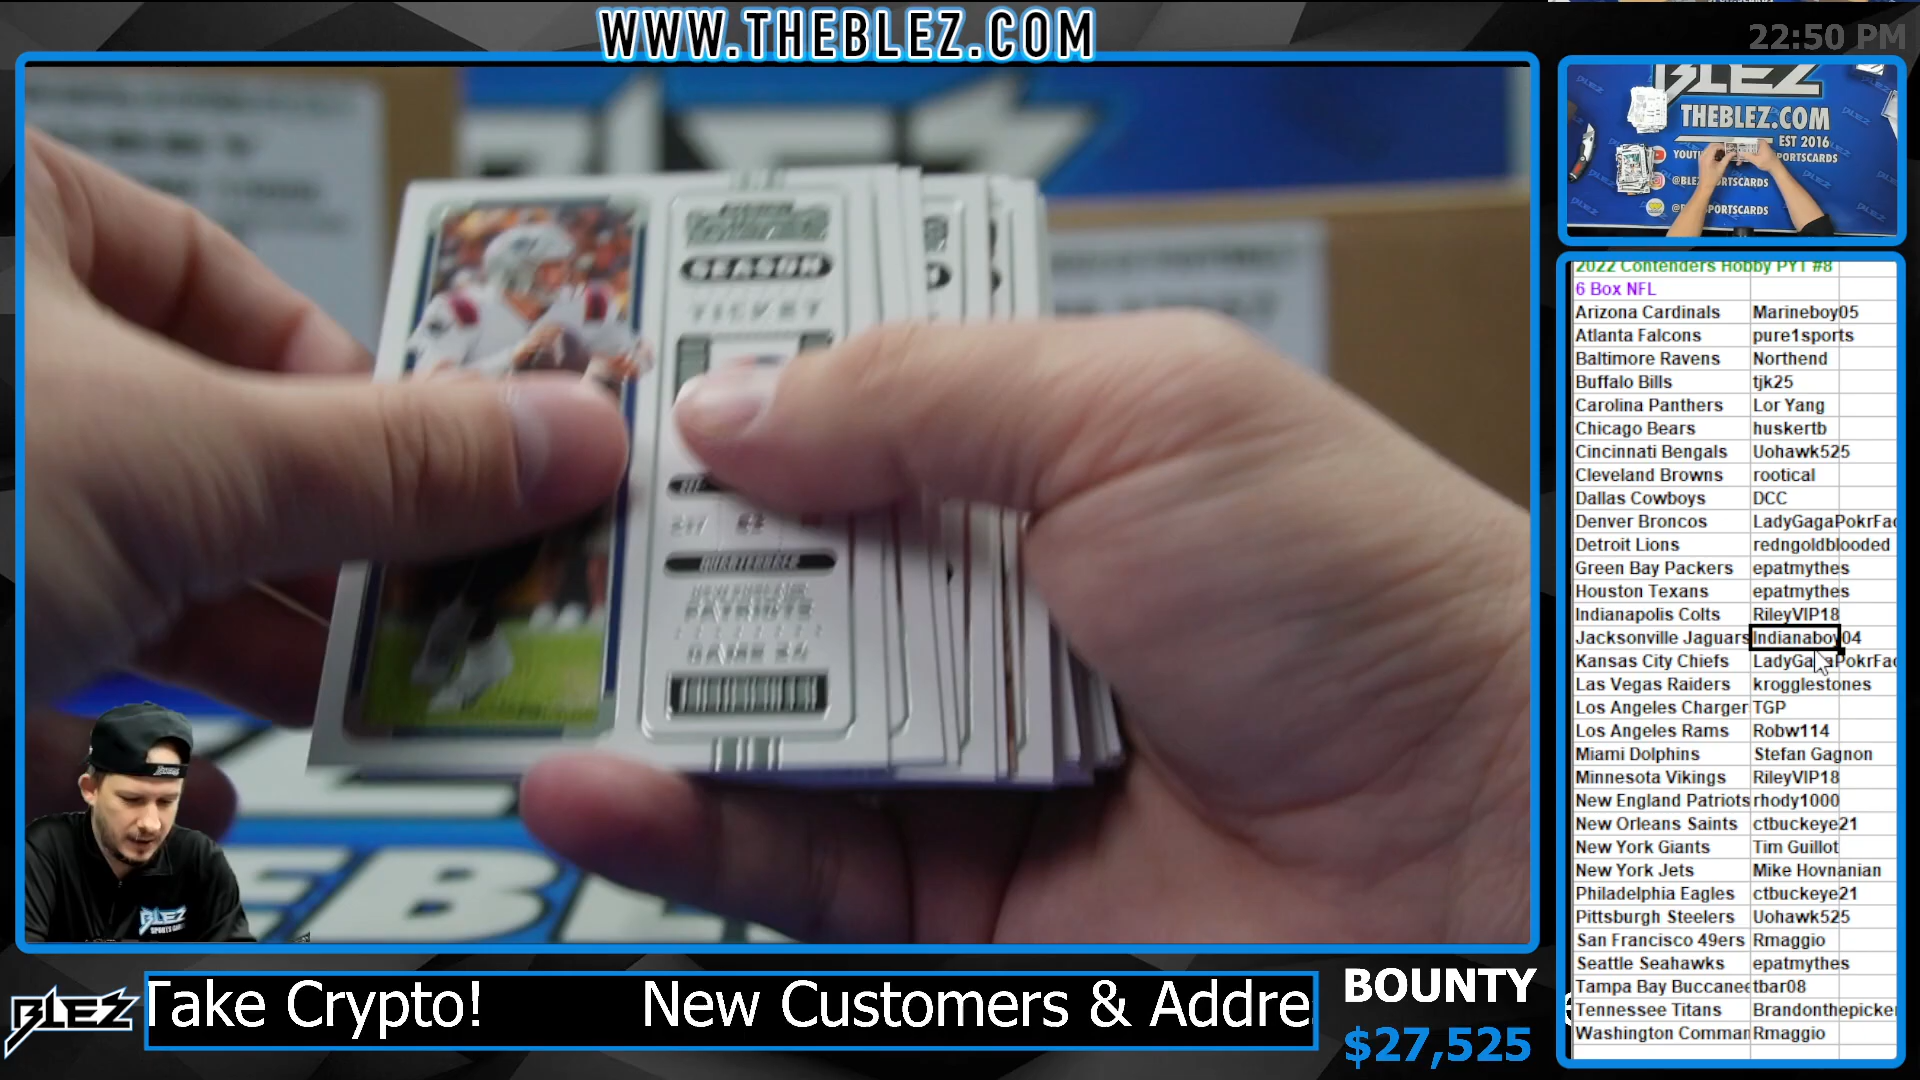 WWW.THEBLEZ.COM
22:50 PM
BLEZ
THEBLEZ.COM
EST 2016
SEASON
TICKET
QUARTERBACK
PATRIOTS
2022 Contenders Hobby PYT #8
6 Box NFL
Arizona Cardinals Marineboy05
Atlanta Falcons pure1sports
Baltimore Ravens Northend
Buffalo Bills tjk25
Carolina Panthers Lor Yang
Chicago Bears huskertb
Cincinnati Bengals Uohawk525
Cleveland Browns rootical
Dallas Cowboys DCC
Denver Broncos LadyGagaPokrFac
Detroit Lions redngoldblooded
Green Bay Packers epatmythes
Houston Texans epatmythes
Indianapolis Colts RileyVIP18
Jacksonville Jaguars Indianaboy04
Kansas City Chiefs LadyGagaPokrFac
Las Vegas Raiders krogglestones
Los Angeles Charger TGP
Los Angeles Rams Robw114
Miami Dolphins Stefan Gagnon
Minnesota Vikings RileyVIP18
New England Patriots rhody1000
New Orleans Saints ctbuckeye21
New York Giants Tim Guillot
New York Jets Mike Hovnanian
Philadelphia Eagles ctbuckeye21
Pittsburgh Steelers Uohawk525
San Francisco 49ers Rmaggio
Seattle Seahawks epatmythes
Tampa Bay Buccanee tbar08
Tennessee Titans Brandonthepicke
Washington Comman Rmaggio
BLEZ
BLEZ
Take Crypto! New Customers & Addre
BOUNTY
$27,525